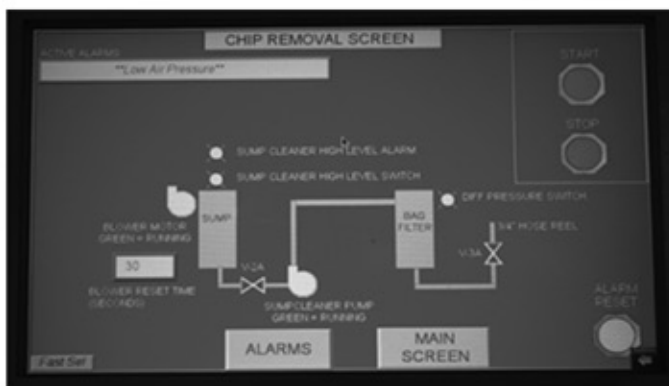 CHIP REMOVAL SCREEN
ACTIVE ALARMS
**Low Air Pressure**
START
STOP
SUMP CLEANER HIGH LEVEL ALARM
SUMP CLEANER HIGH LEVEL SWITCH
DIFF PRESSURE SWITCH
SUMP
BAG
FILTER
BLOWER MOTOR
GREEN = RUNNING
3/4" HOSE REEL
V-2A
V-3A
30
BLOWER RESET TIME
(SECONDS)
SUMPCLEANER PUMP
GREEN = RUNNING
ALARM
RESET
ALARMS
MAIN
SCREEN
Fast Sel